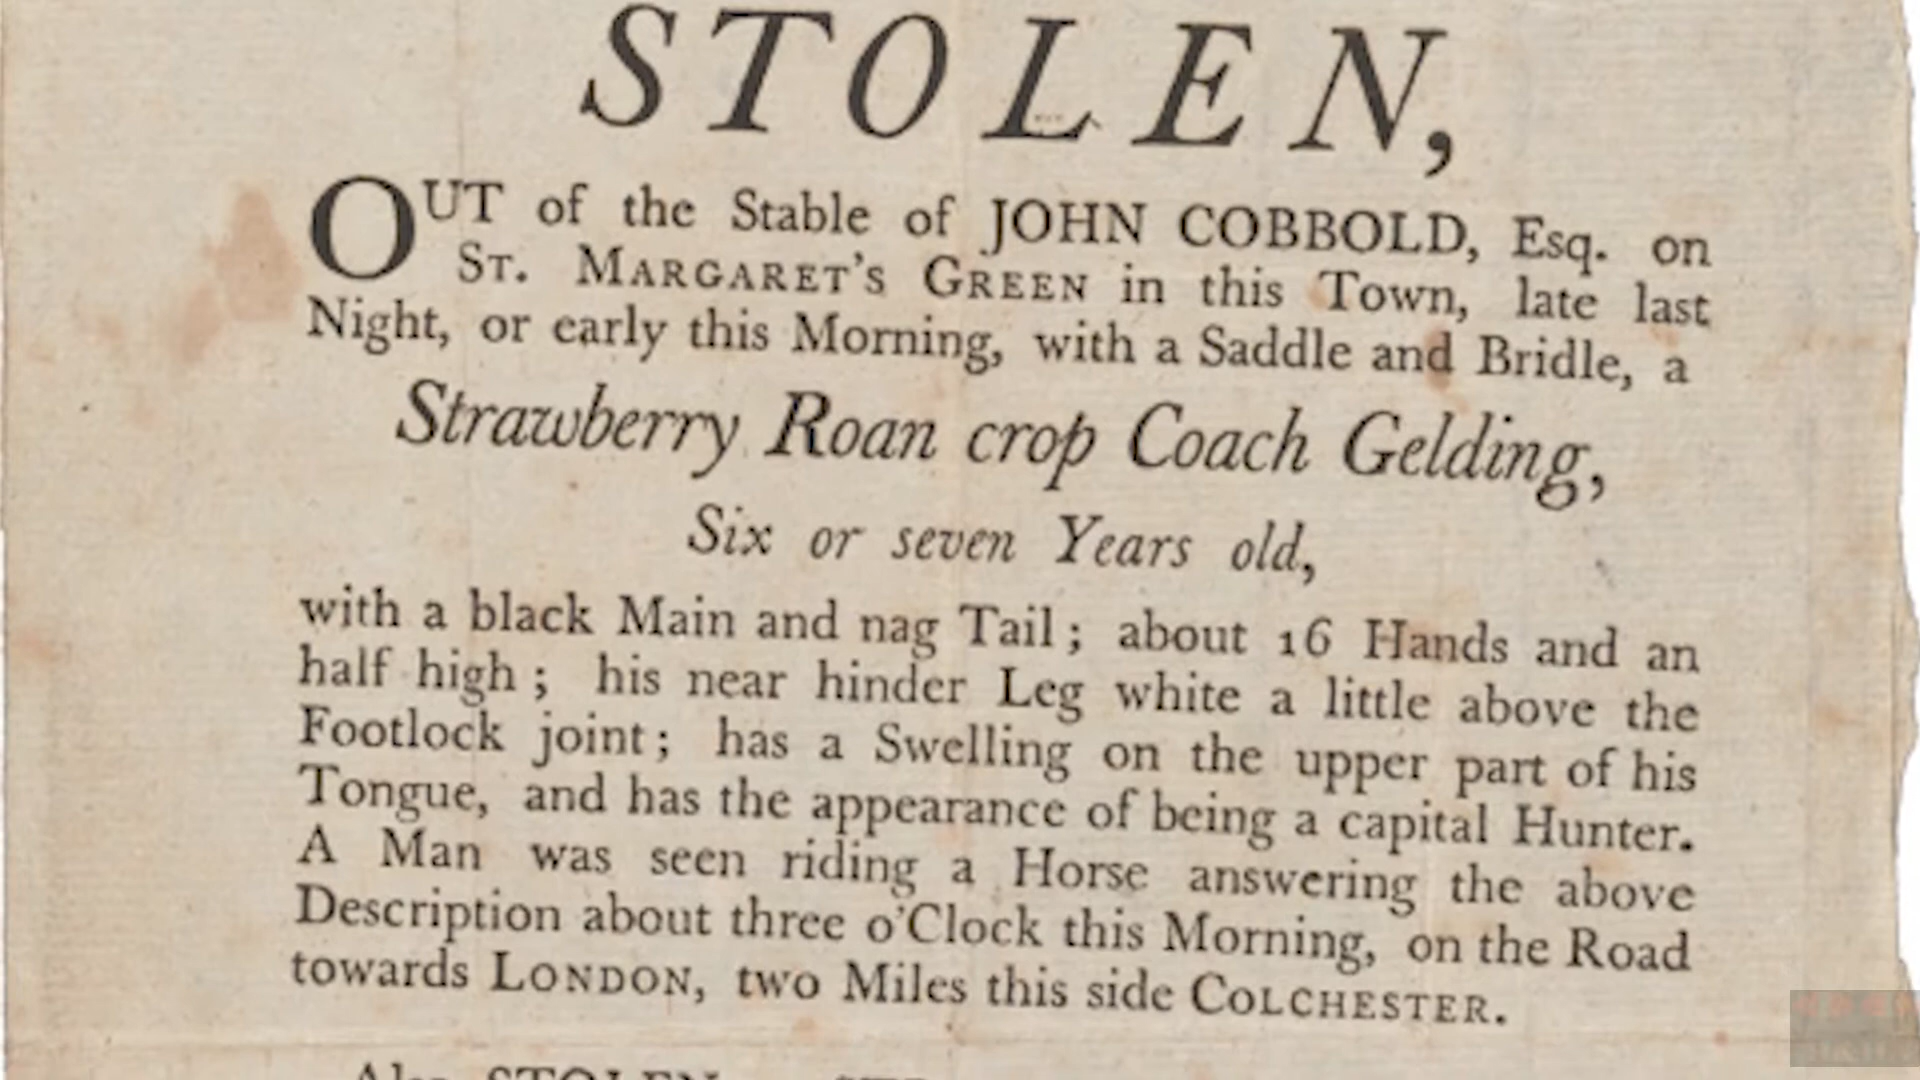 STOLEN,
OUT of the Stable of JOHN COBBOLD, Esq. on
ST. MARGARET'S GREEN in this Town, late last
Night, or early this Morning, with a Saddle and Bridle, a
Strawberry Roan crop Coach Gelding,
Six or seven Years old,
with a black Main and nag Tail; about 16 Hands and an
half high; his near hinder Leg white a little above the
Footlock joint; has a Swelling on the upper part of his
Tongue, and has the appearance of being a capital Hunter.
A Man was seen riding a Horse answering the above
Description about three o'Clock this Morning, on the Road
towards LONDON, two Miles this side COLCHESTER.
STOLEN